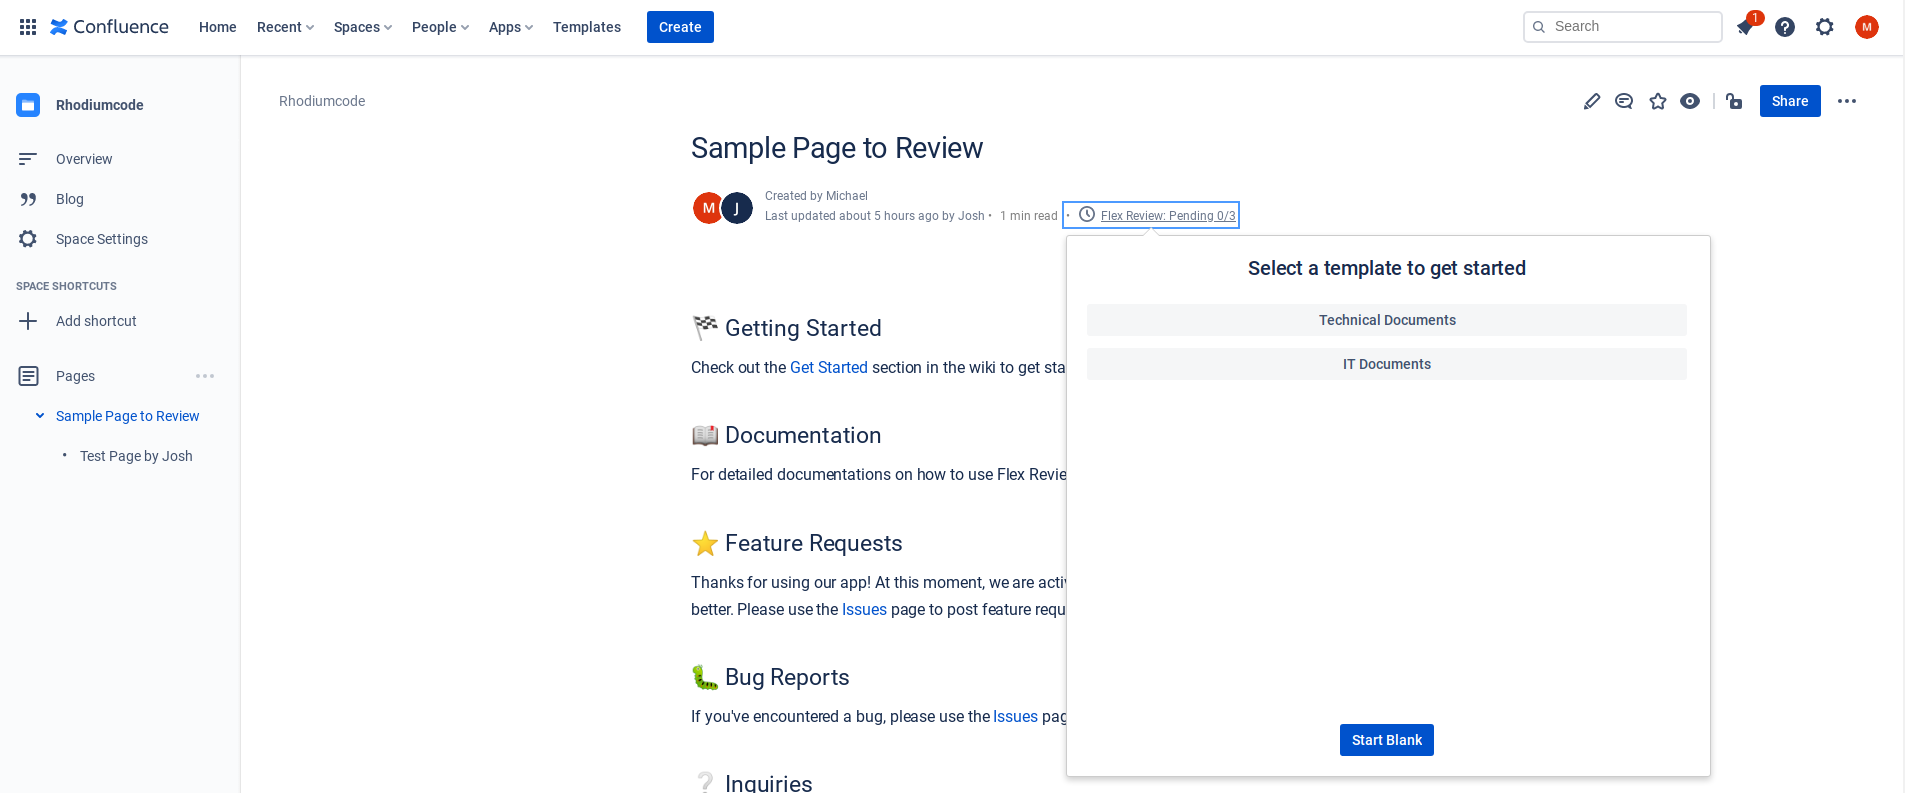 Confluence
Home Recent Spaces People Apps Templates Create
Search
1
M
Rhodiumcode
Overview
Blog
Space Settings
SPACE SHORTCUTS
Add shortcut
Pages
Sample Page to Review
• Test Page by Josh
Rhodiumcode
Share
Sample Page to Review
M J
Created by Michael
Last updated about 5 hours ago by Josh • 1 min read • Flex Review: Pending 0/3
Getting Started
Check out the Get Started section in the wiki to get sta
Documentation
For detailed documentations on how to use Flex Revie
Feature Requests
Thanks for using our app! At this moment, we are activ
better. Please use the Issues page to post feature requ
Bug Reports
If you've encountered a bug, please use the Issues pag
Inquiries
Select a template to get started
Technical Documents
IT Documents
Start Blank